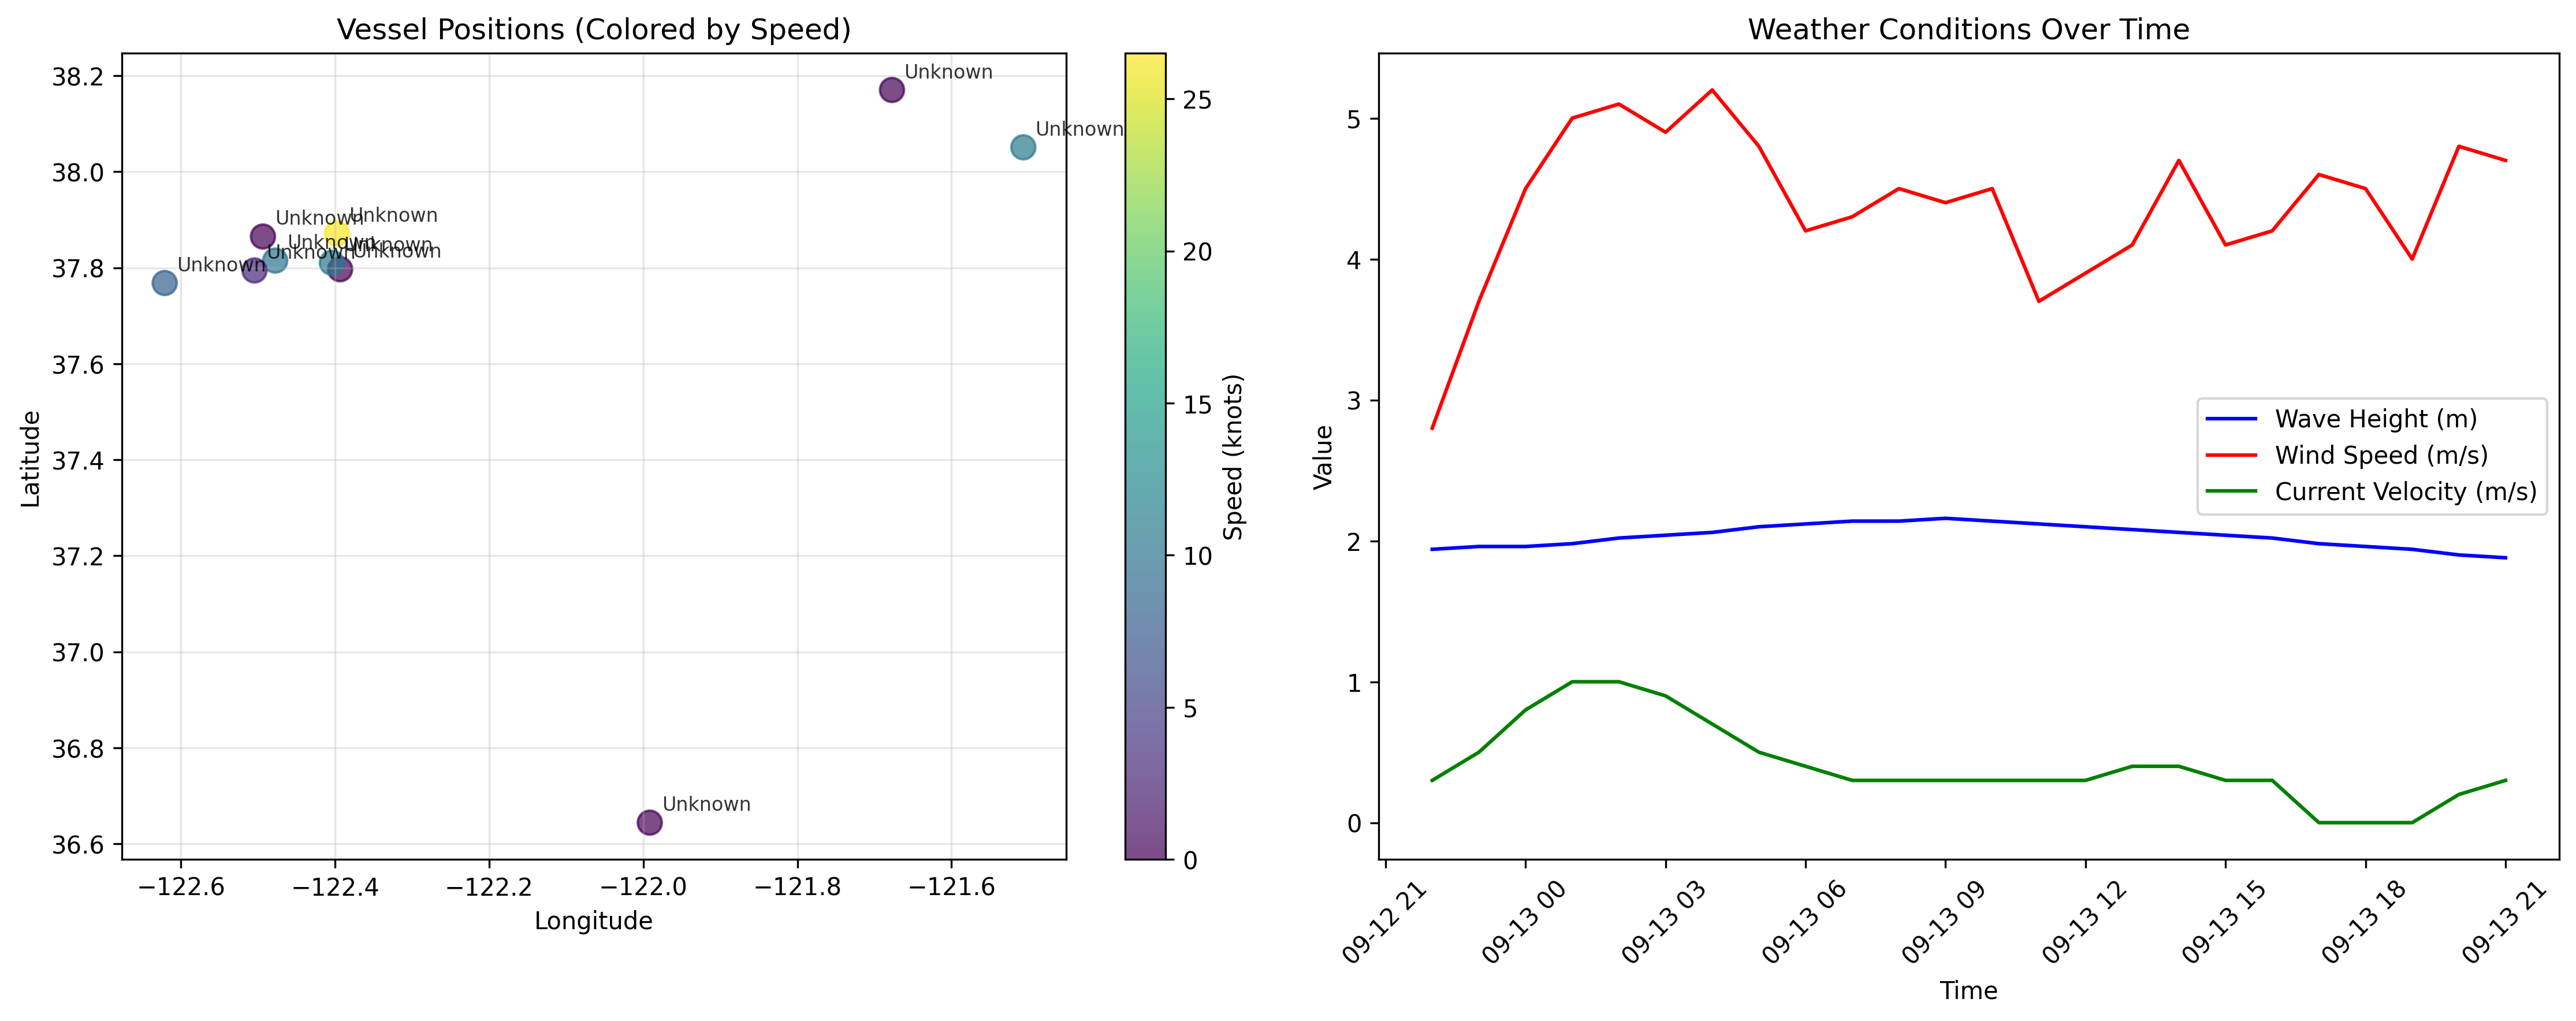 Vessel Positions (Colored by Speed)
38.2
38.0
37.8
37.6
37.4
37.2
37.0
36.8
36.6
Latitude
Unknown
Unknown
Unknown
Unknown
Unknown
Unknown
Unknown
Unknown
Unknown
Unknown
−122.6
−122.4
−122.2
−122.0
−121.8
−121.6
Longitude
25
20
15
10
5
0
Speed (knots)
Weather Conditions Over Time
5
4
3
2
1
0
Value
Wave Height (m)
Wind Speed (m/s)
Current Velocity (m/s)
09-12 21
09-13 00
09-13 03
09-13 06
09-13 09
09-13 12
09-13 15
09-13 18
09-13 21
Time